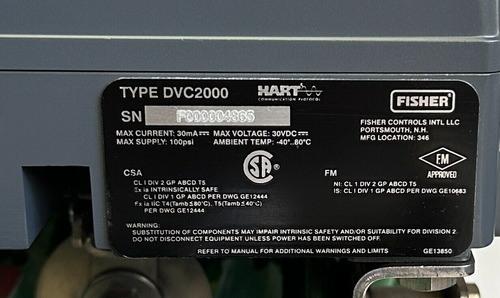 TYPE DVC2000
HART
COMMUNICATION PROTOCOL
FISHER
SN F000004865
FISHER CONTROLS INTL LLC
PORTSMOUTH, N.H.
MFG LOCATION: 346
MAX CURRENT: 30mA MAX VOLTAGE: 30VDC
MAX SUPPLY: 100psi AMBIENT TEMP: -40°..80°C
SA
FM
APPROVED
CSA
CL I DIV 2 GP ABCD T5
Ex ia INTRINSICALLY SAFE
CL I DIV 1 GP ABCD PER DWG GE12444
Ex ia IIC T4(Tamb≤80°C), T5(Tamb≤40°C)
PER DWG GE12444
FM
NI: CL I DIV 2 GP ABCD T5
IS: CL I DIV 1 GP ABCD PER DWG GE10683
WARNING:
SUBSTITUTION OF COMPONENTS MAY IMPAIR INTRINSIC SAFETY AND/OR SUITABILITY FOR DIVISION 2.
DO NOT DISCONNECT EQUIPMENT UNLESS POWER HAS BEEN SWITCHED OFF.
REFER TO MANUAL FOR ADDITIONAL WARNINGS AND INFORMATION
GE13850